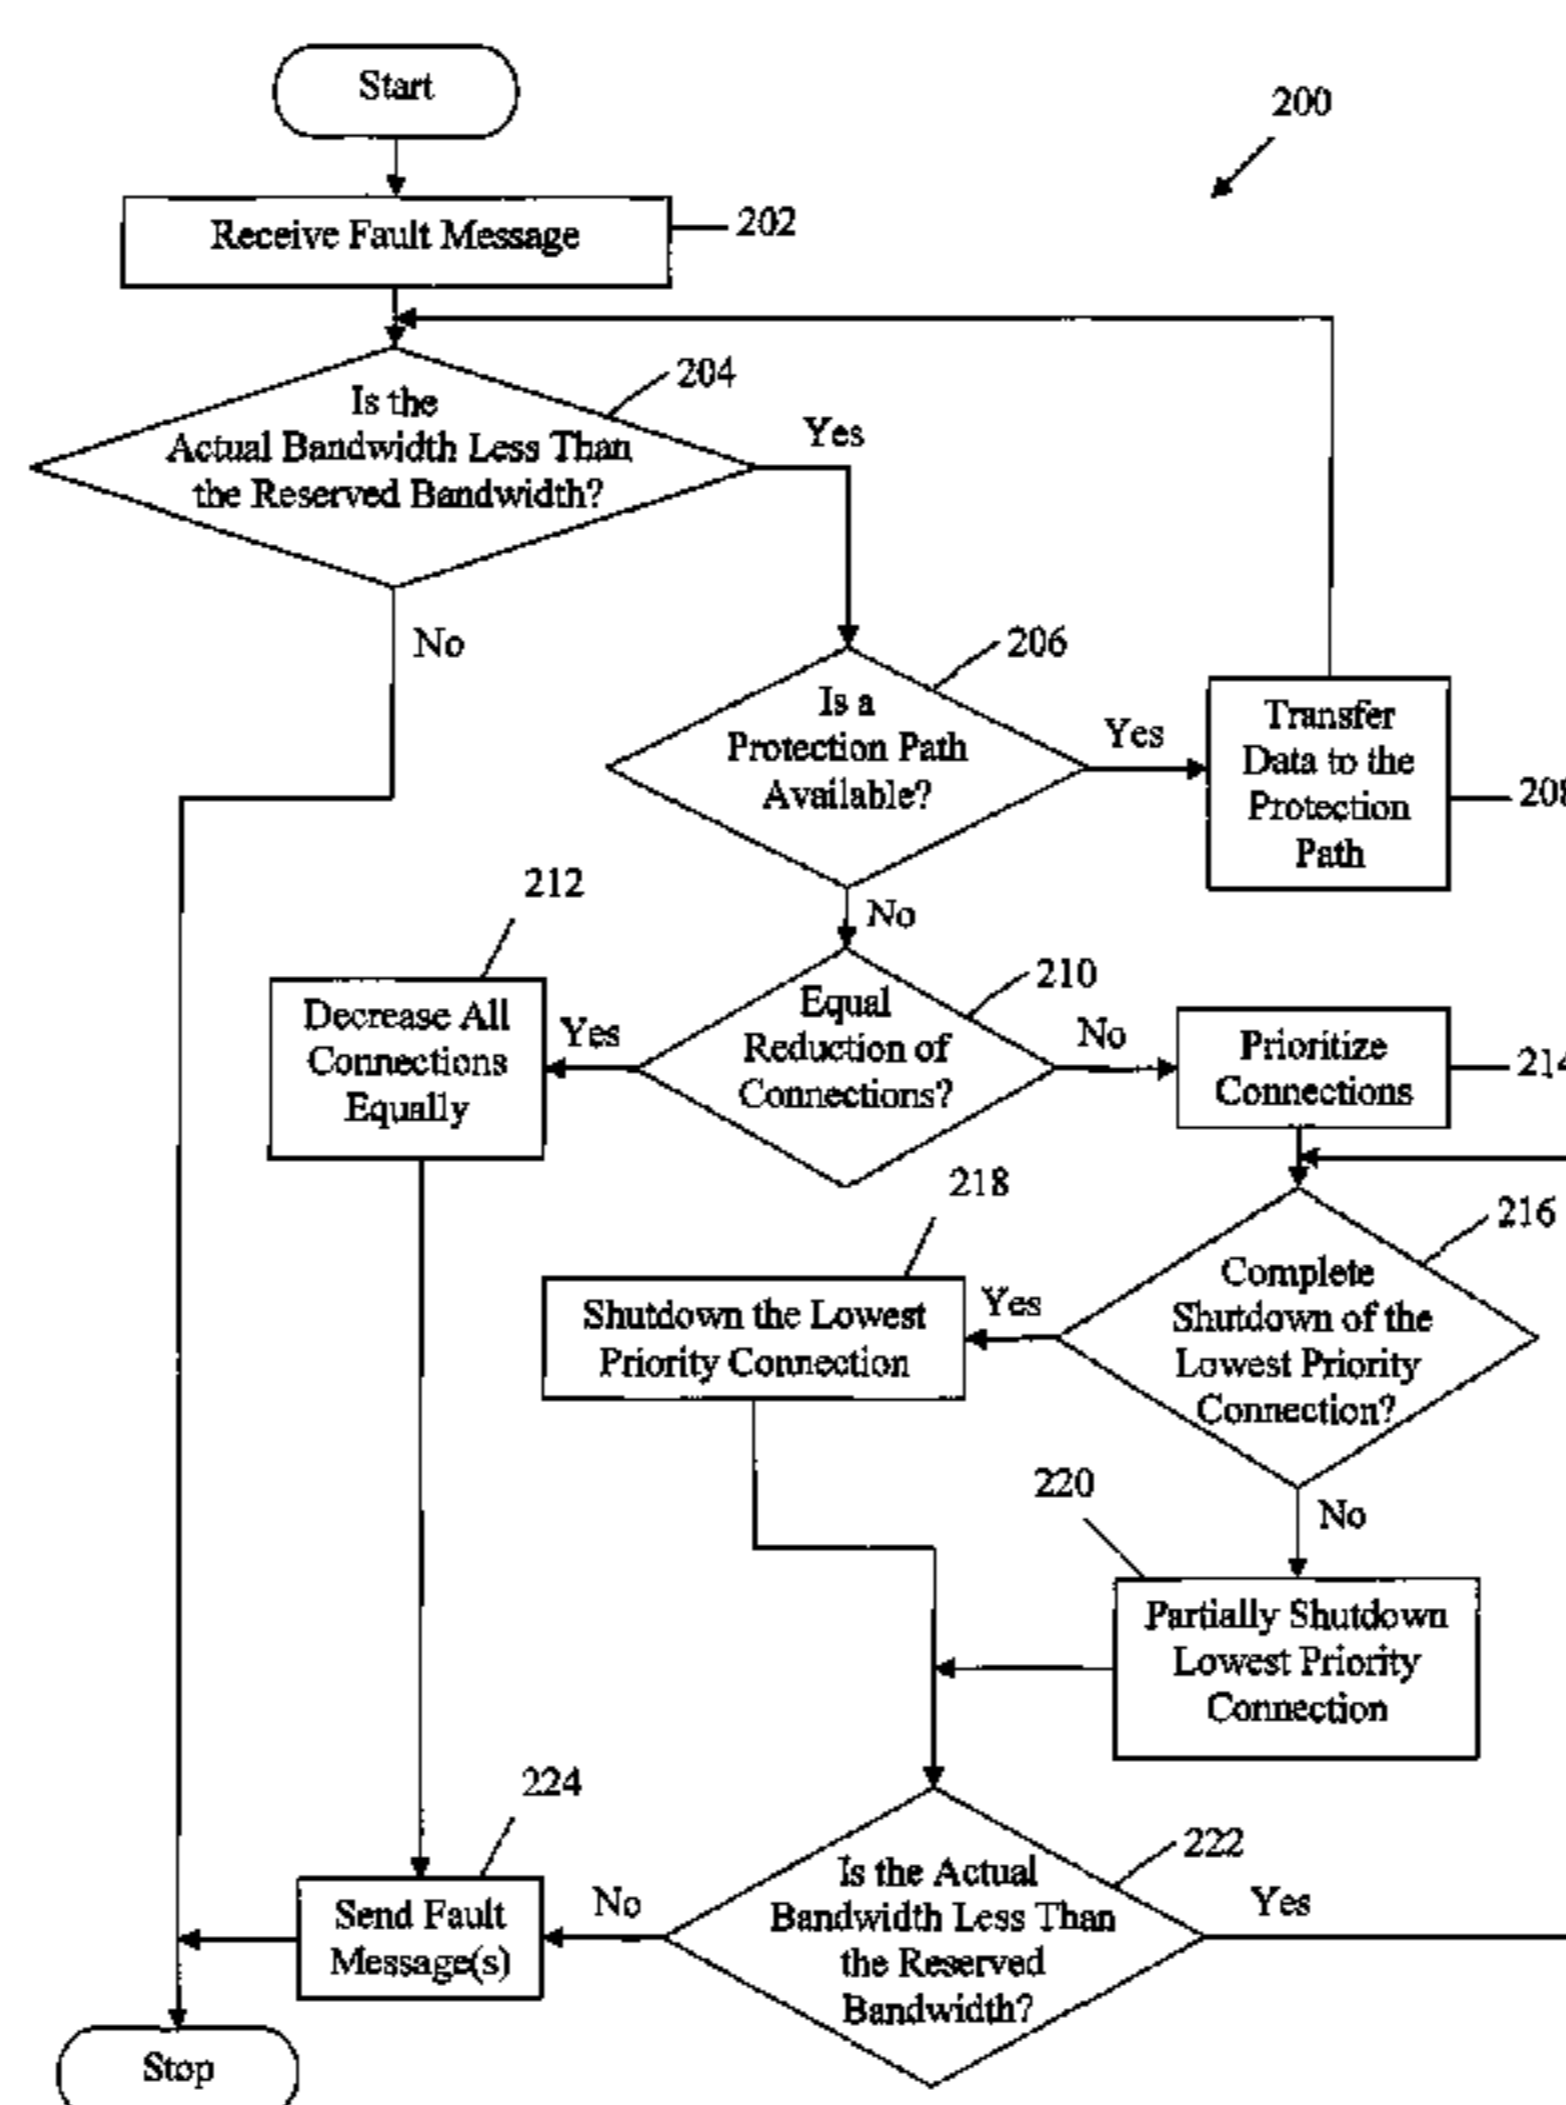 Start
200
Receive Fault Message
202
Is the
Actual Bandwidth Less Than
the Reserved Bandwidth?
204
Yes
No
206
Is a
Protection Path
Available?
Yes
Transfer
Data to the
Protection
Path
208
No
212
Decrease All
Connections
Equally
Yes
210
Equal
Reduction of
Connections?
No
Prioritize
Connections
214
218
Shutdown the Lowest
Priority Connection
Yes
216
Complete
Shutdown of the
Lowest Priority
Connection?
No
220
Partially Shutdown
Lowest Priority
Connection
224
Send Fault
Message(s)
No
222
Is the Actual
Bandwidth Less Than
the Reserved
Bandwidth?
Yes
Stop